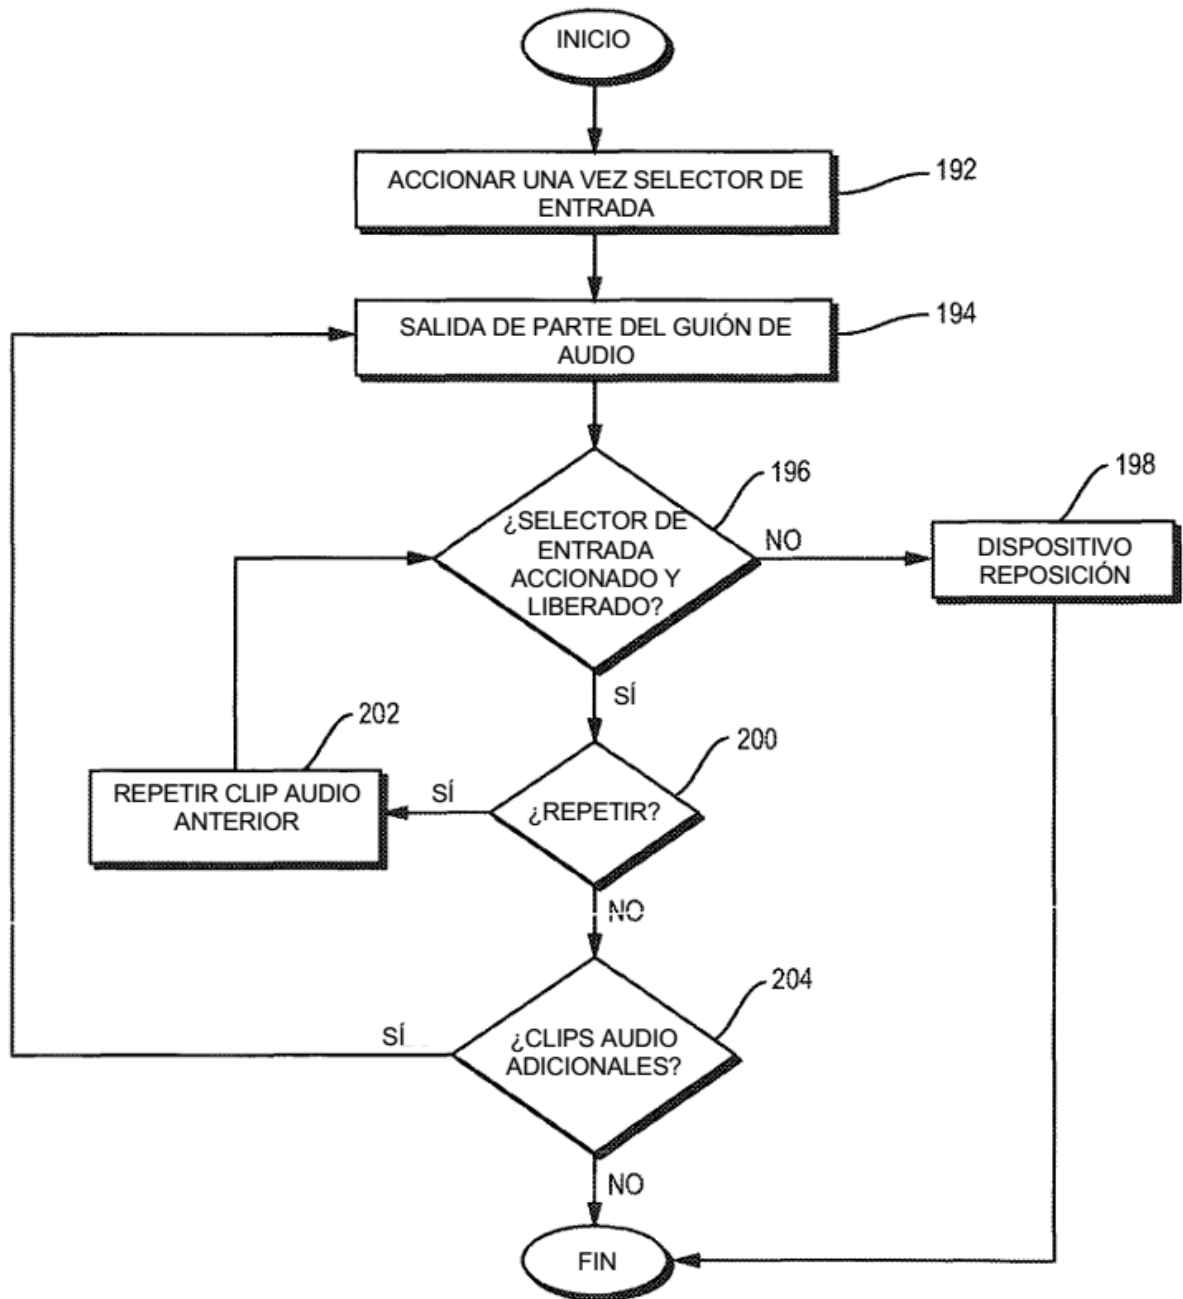 INICIO
ACCIONAR UNA VEZ SELECTOR DE
ENTRADA
192
SALIDA DE PARTE DEL GUIÓN DE
AUDIO
194
¿SELECTOR DE
ENTRADA
ACCIONADO Y
LIBERADO?
196
NO
198
DISPOSITIVO
REPOSICIÓN
SÍ
202
REPETIR CLIP AUDIO
ANTERIOR
SÍ
¿REPETIR?
200
NO
204
SÍ
¿CLIPS AUDIO
ADICIONALES?
NO
FIN